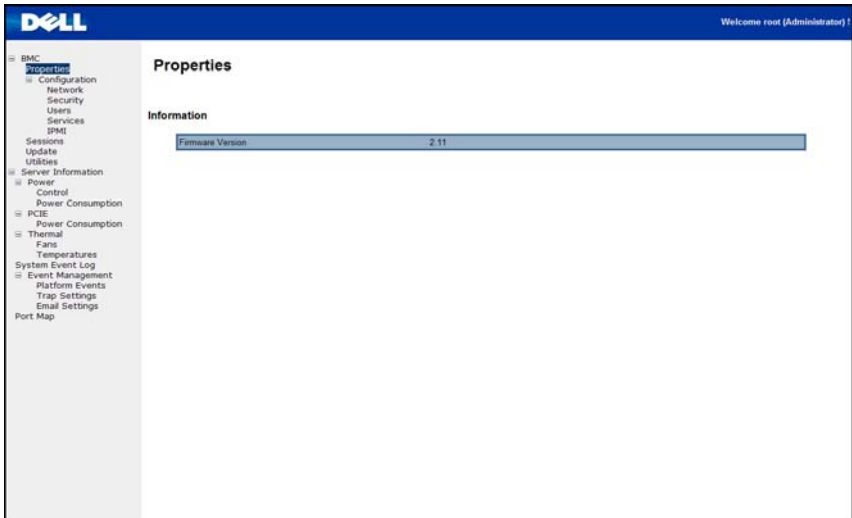 DELL
Welcome root (Administrator) !
BMC
Properties
Configuration
Network
Security
Users
Services
IPMI
Sessions
Update
Utilities
Server Information
Power
Control
Power Consumption
PCIE
Power Consumption
Thermal
Fans
Temperatures
System Event Log
Event Management
Platform Events
Trap Settings
Email Settings
Port Map
Properties
Information
Firmware Version 2.11